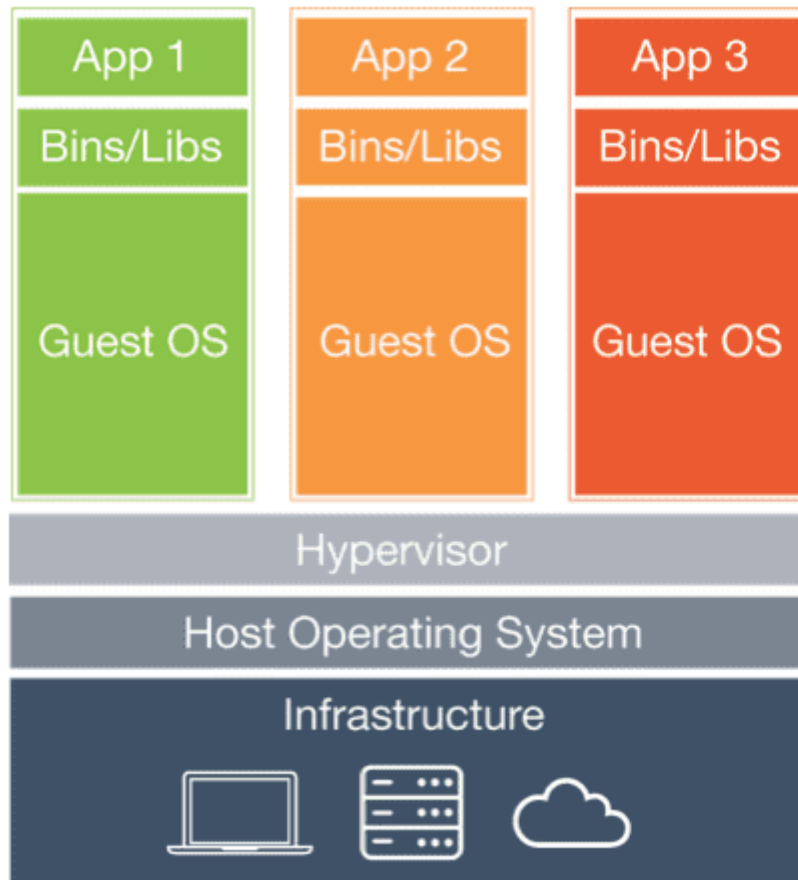 App 1
App 2
App 3
Bins/Libs
Bins/Libs
Bins/Libs
Guest OS
Guest OS
Guest OS
Hypervisor
Host Operating System
Infrastructure